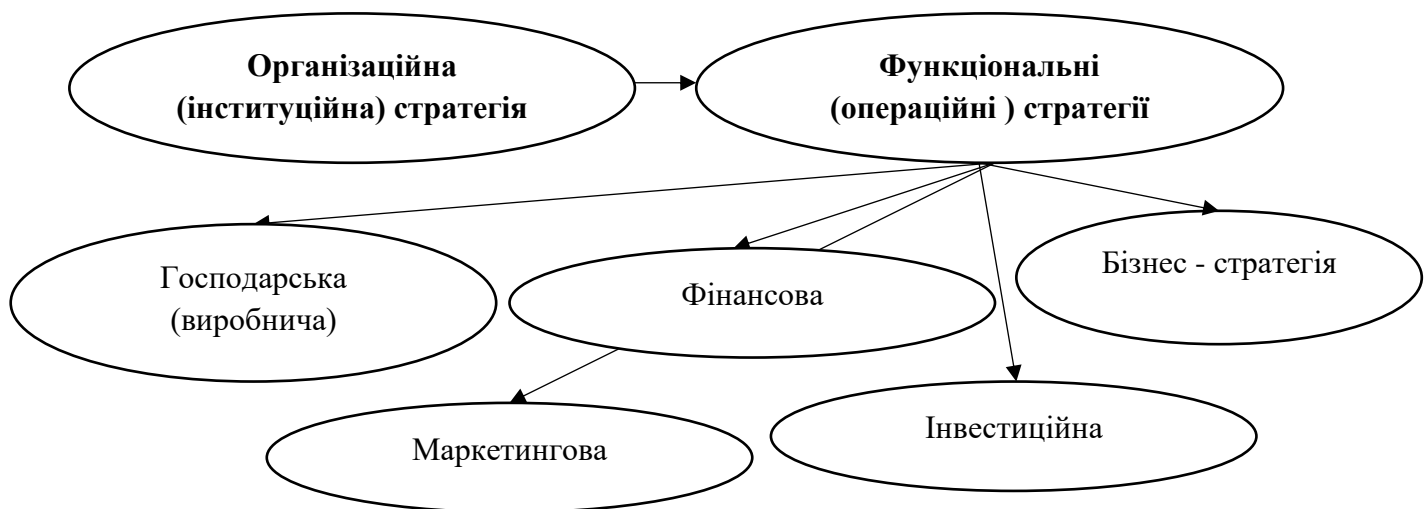 Організаційна
(інституційна) стратегія
Функціональні
(операційні ) стратегії
Господарська
(виробнича)
Фінансова
Бізнес - стратегія
Маркетингова
Інвестиційна